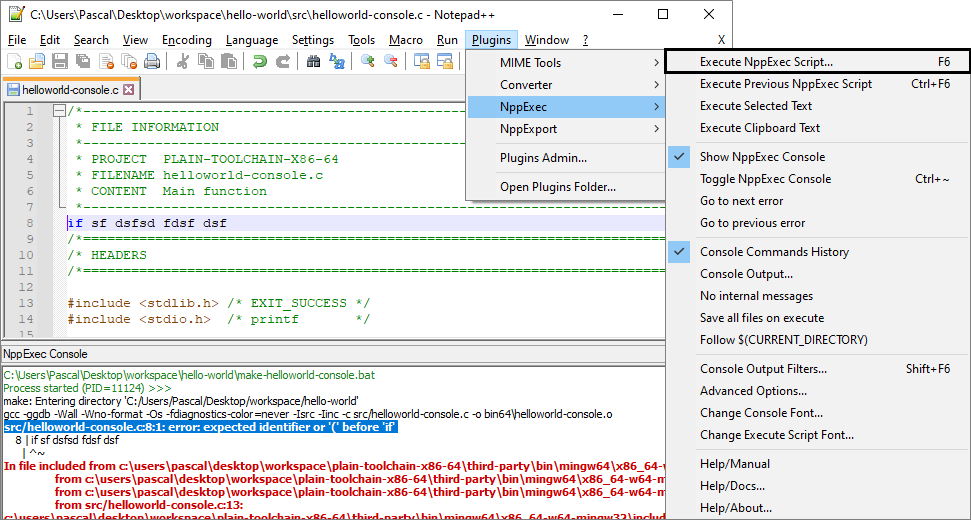 C:\Users\Pascal\Desktop\workspace\hello-world\src\helloworld-console.c - Notepad++
File Edit Search View Encoding Language Settings Tools Macro Run Plugins Window ? X
helloworld-console.c
1 /*-----------------------------------------------
2 * FILE INFORMATION
3 *-----------------------------------------------
4 * PROJECT PLAIN-TOOLCHAIN-X86-64
5 * FILENAME helloworld-console.c
6 * CONTENT Main function
7 *-----------------------------------------------
8 if sf dsfsd fdsf dsf
9 /*===============================================
10 /* HEADERS
11 /*===============================================
12
13 #include <stdlib.h> /* EXIT_SUCCESS */
14 #include <stdio.h> /* printf */
15
MIME Tools
Converter
NppExec
NppExport
Plugins Admin...
Open Plugins Folder...
Execute NppExec Script... F6
Execute Previous NppExec Script Ctrl+F6
Execute Selected Text
Execute Clipboard Text
Show NppExec Console
Toggle NppExec Console Ctrl+~
Go to next error
Go to previous error
Console Commands History
Console Output...
No internal messages
Save all files on execute
Follow $(CURRENT_DIRECTORY)
Console Output Filters... Shift+F6
Advanced Options...
Change Console Font...
Change Execute Script Font...
Help/Manual
Help/Docs...
Help/About...
NppExec Console
C:\Users\Pascal\Desktop\workspace\hello-world\make-helloworld-console.bat
Process started (PID=11124) >>>
make: Entering directory 'C:/Users/Pascal/Desktop/workspace/hello-world'
gcc -ggdb -Wall -Wno-format -Os -fdiagnostics-color=never -Isrc -Iinc -c src/helloworld-console.c -o bin64\helloworld-console.o
src/helloworld-console.c:8:1: error: expected identifier or '(' before 'if'
8 | if sf dsfsd fdsf dsf
| ^~
In file included from c:\users\pascal\desktop\workspace\plain-toolchain-x86-64\third-party\bin\mingw64\x86_64-w
from c:\users\pascal\desktop\workspace\plain-toolchain-x86-64\third-party\bin\mingw64\x86_64-w64-m
from c:\users\pascal\desktop\workspace\plain-toolchain-x86-64\third-party\bin\mingw64\x86_64-w64-m
from src/helloworld-console.c:13:
c:\users\pascal\desktop\workspace\plain-toolchain-x86-64\third-party\bin\mingw64\x86_64-w64-mingw32\includ